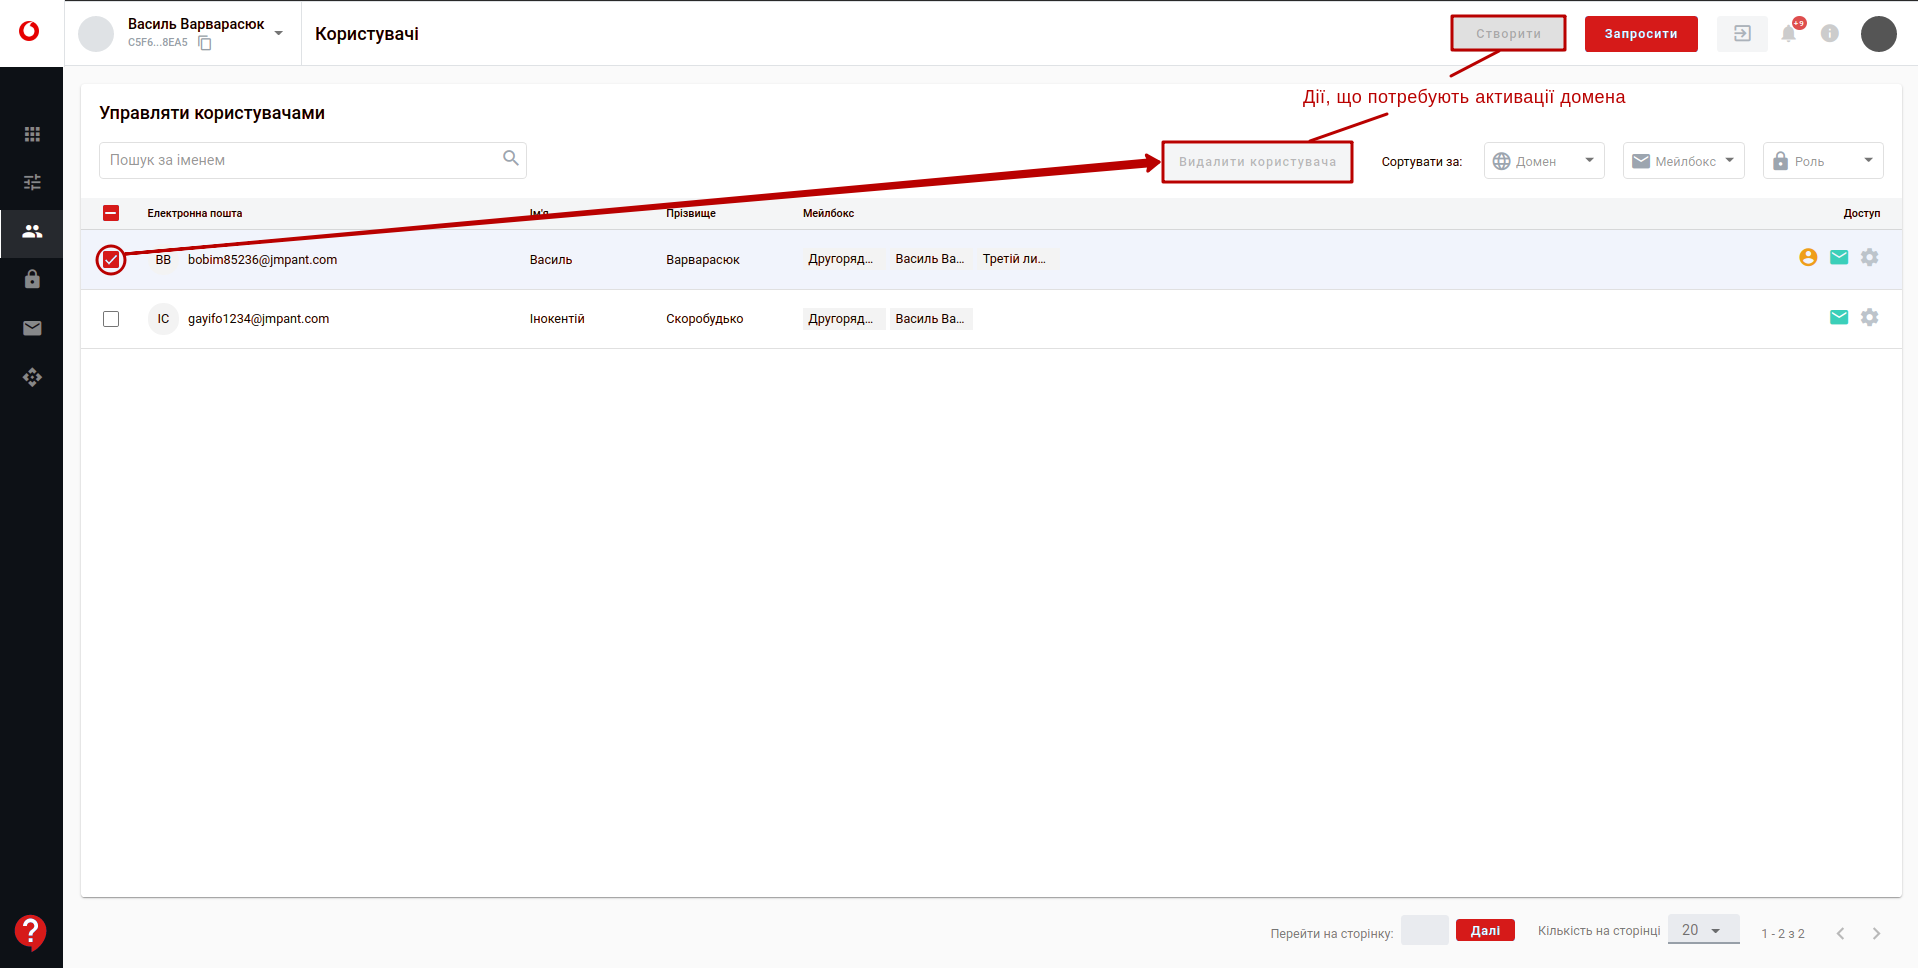 Василь Варварасюк
C5F6...8EA5
Користувачі
Створити
Запросити
+9
Дії, що потребують активації домена
Управляти користувачами
Пошук за іменем
Видалити користувача
Сортувати за:
Домен
Мейлбокс
Роль
Електронна пошта
Ім'я
Прізвище
Мейлбокс
Доступ
ВВ
bobim85236@jmpant.com
Василь
Варварасюк
Другоряд...
Василь Ва...
Третій ли...
ІС
gayifo1234@jmpant.com
Інокентій
Скоробудько
Другоряд...
Василь Ва...
Перейти на сторінку:
Далі
Кількість на сторінці
20
1 - 2 з 2